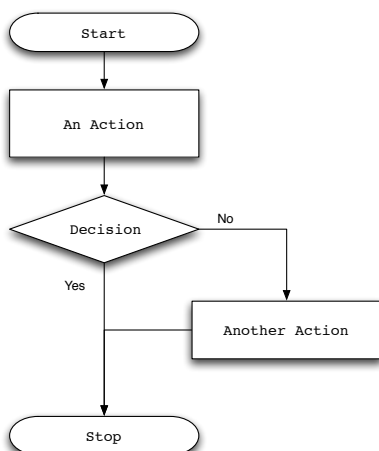 Start
An Action
Decision
No
Yes
Another Action
Stop